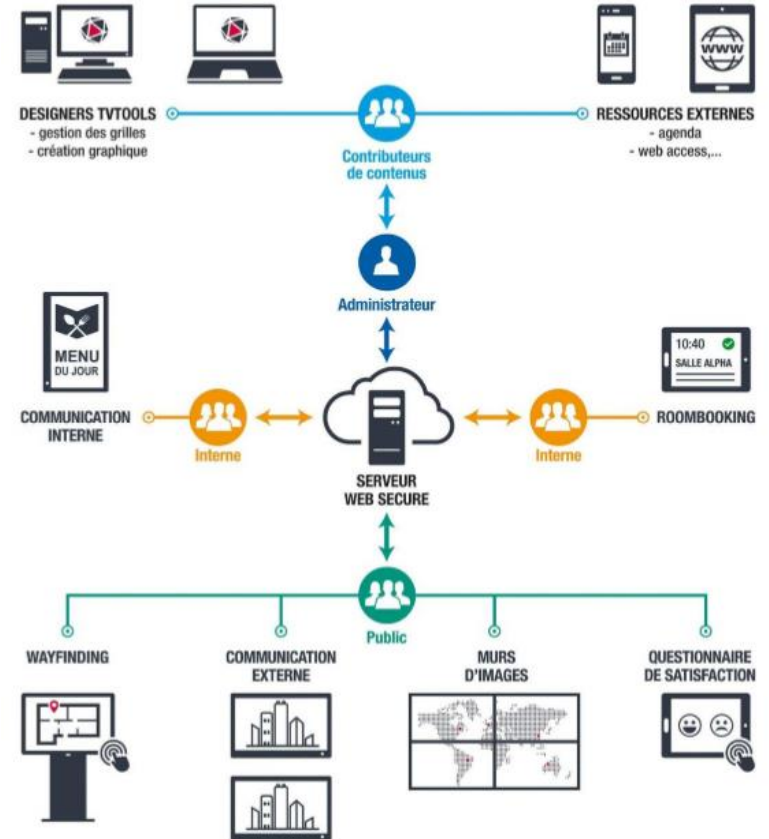 www
DESIGNERS TVTOOLS
- gestion des grilles
- création graphique
RESSOURCES EXTERNES
- agenda
- web access,...
Contributeurs
de contenus
Administrateur
MENU
DU JOUR
10:40
SALLE ALPHA
COMMUNICATION
INTERNE
Interne
Interne
ROOMBOOKING
SERVEUR
WEB SECURE
Public
WAYFINDING
COMMUNICATION
EXTERNE
MURS
D'IMAGES
QUESTIONNAIRE
DE SATISFACTION